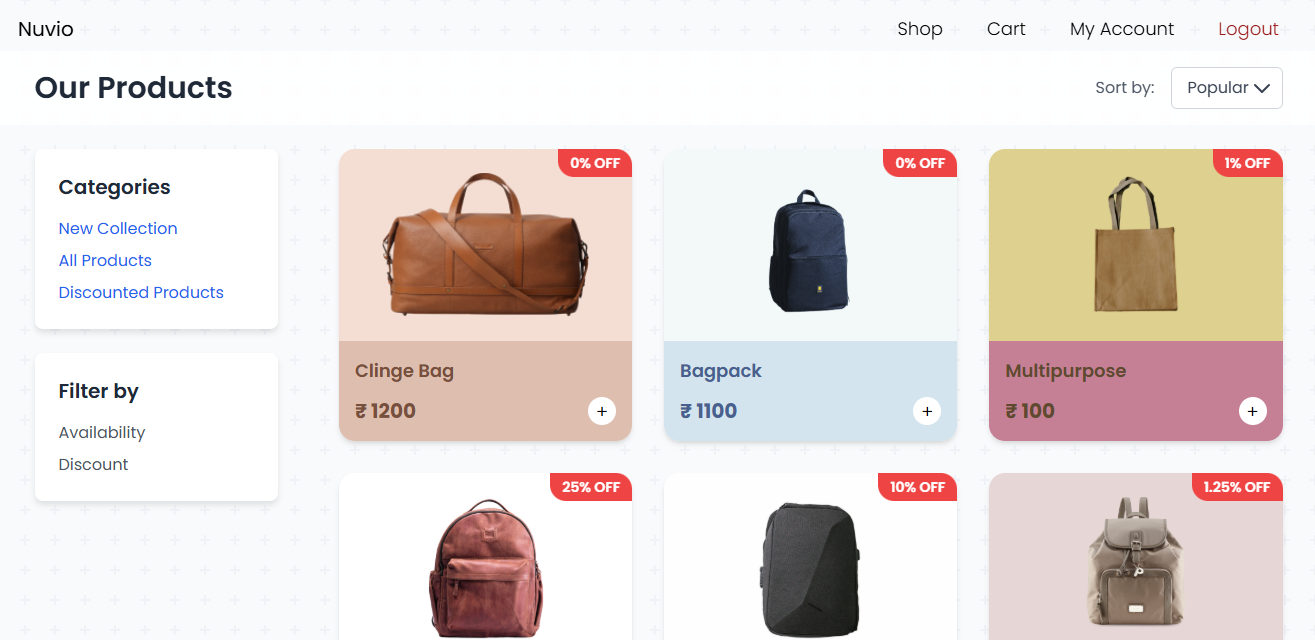 Nuvio
Shop
Cart
My Account
Logout
Our Products
Sort by:
Popular
Categories
New Collection
All Products
Discounted Products
Filter by
Availability
Discount
0% OFF
Clinge Bag
₹ 1200
+
0% OFF
Bagpack
₹ 1100
+
1% OFF
Multipurpose
₹ 100
+
25% OFF
10% OFF
1.25% OFF